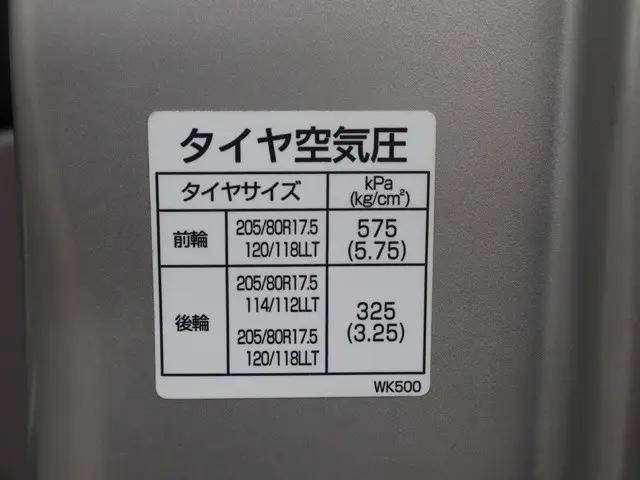 タイヤ空気圧
タイヤサイズ
kPa
(kg/cm²)
前輪
205/80R17.5
120/118LLT
575
(5.75)
後輪
205/80R17.5
114/112LLT
205/80R17.5
120/118LLT
325
(3.25)
WK500